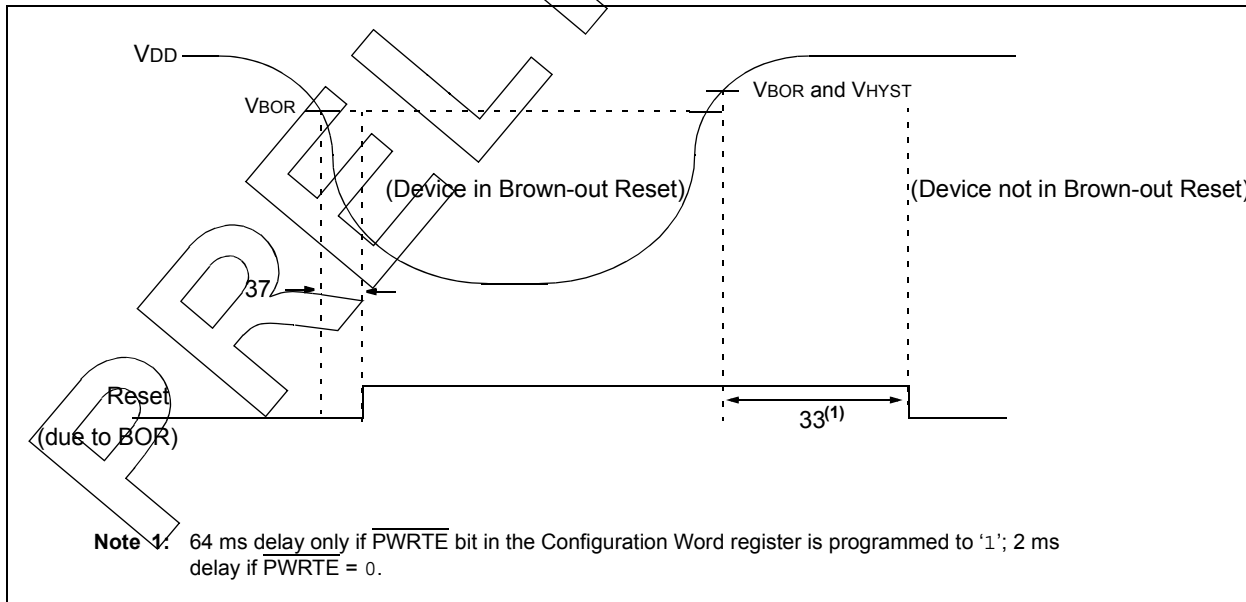 VDD
VBOR
VBOR and VHYST
(Device in Brown-out Reset)
(Device not in Brown-out Reset)
37
Reset
(due to BOR)
33(1)
Note 1: 64 ms delay only if PWRTE bit in the Configuration Word register is programmed to ‘1’; 2 ms
delay if PWRTE = 0.
P R E L